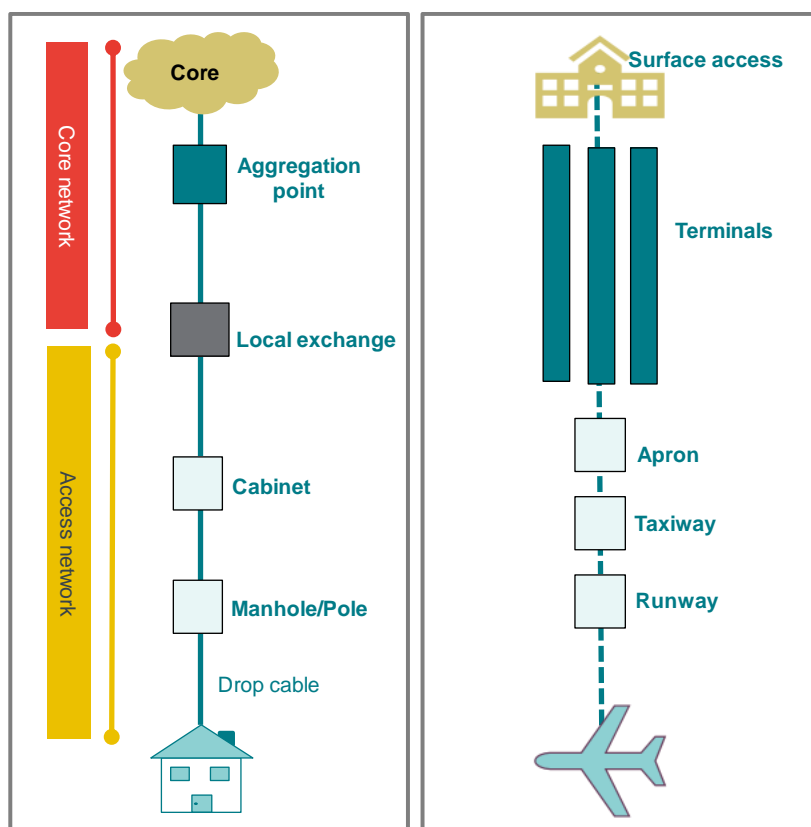 Core
Core network
Aggregation
point
Local exchange
Access network
Cabinet
Manhole/Pole
Drop cable
Surface access
Terminals
Apron
Taxiway
Runway